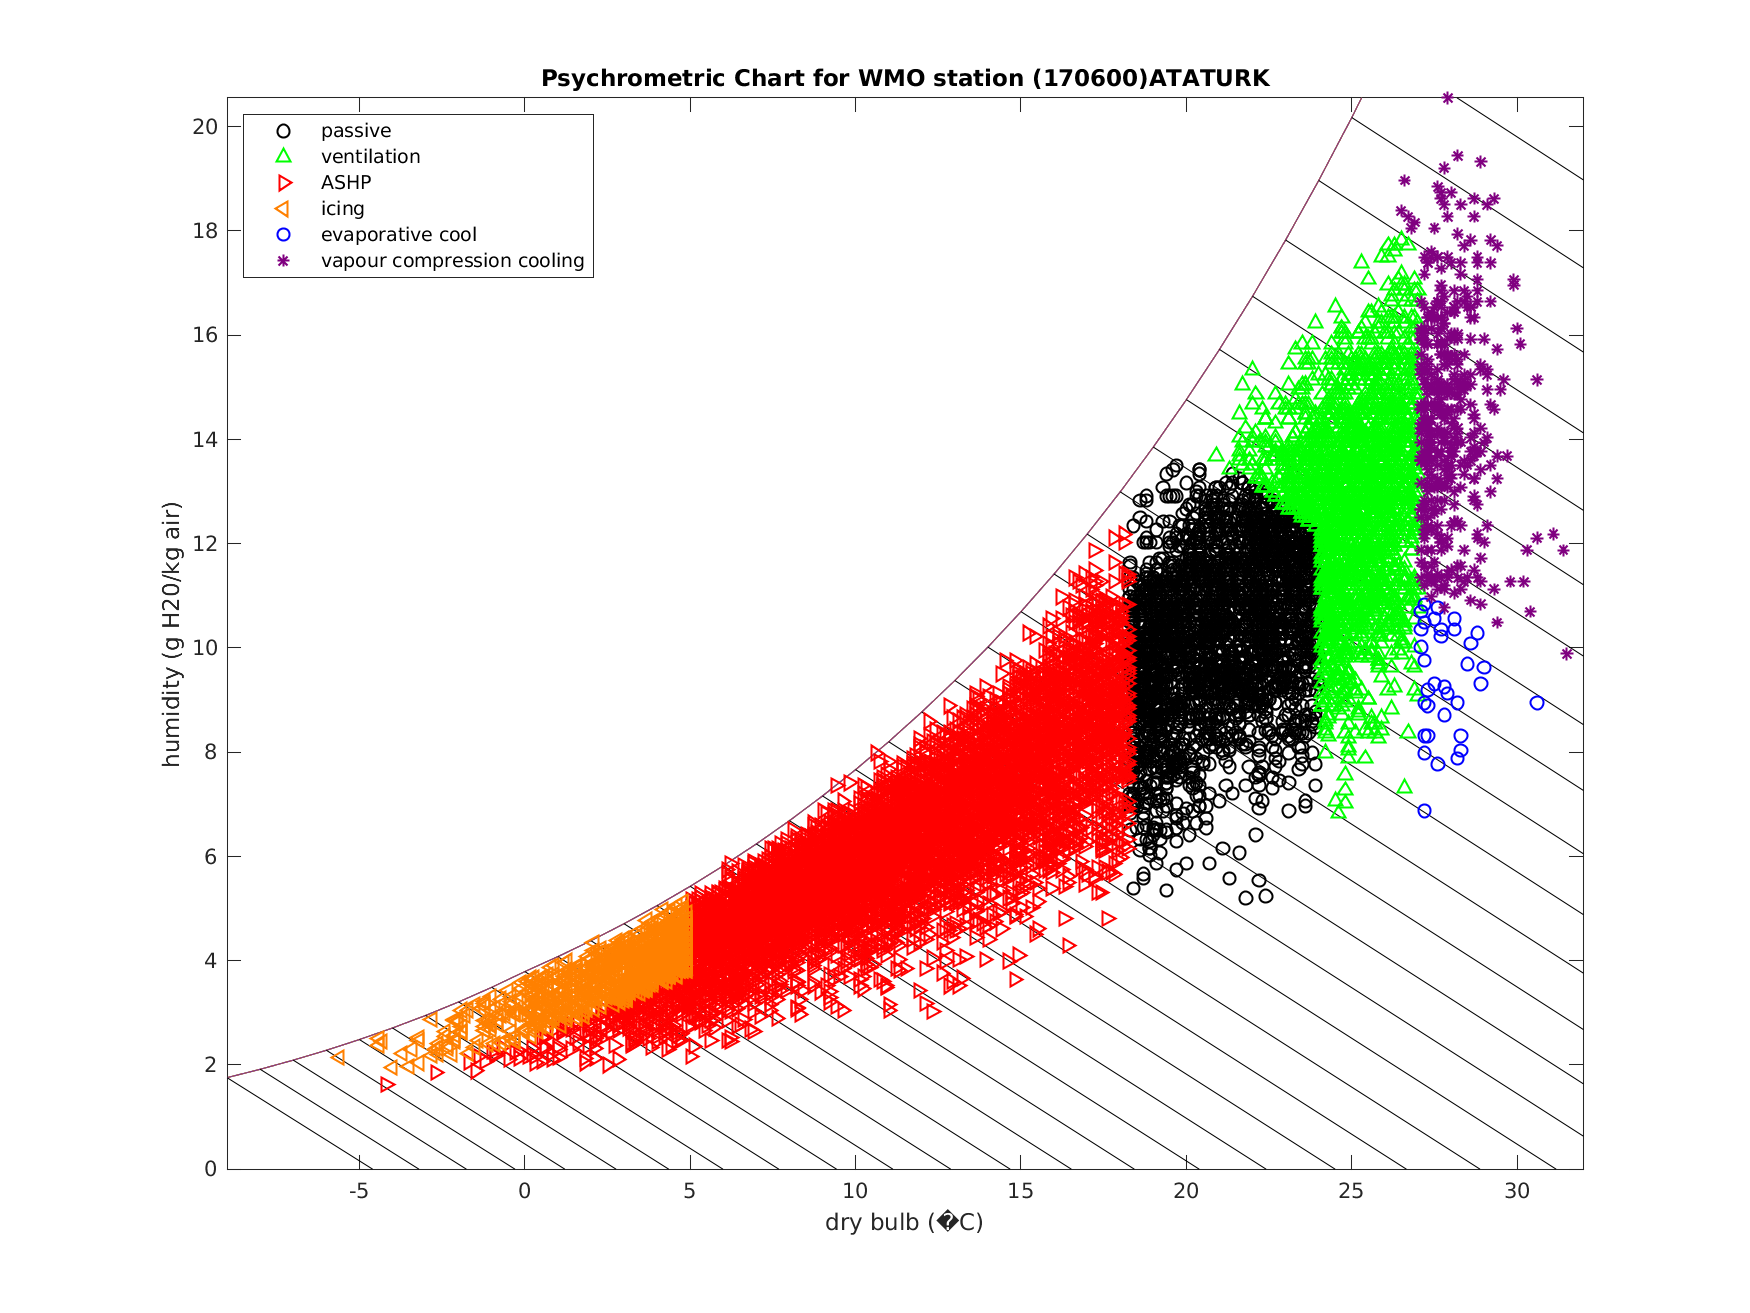 Psychrometric Chart for WMO station (170600)ATATURK
passive
ventilation
ASHP
icing
evaporative cool
vapour compression cooling
humidity (g H20/kg air)
20
18
16
14
12
10
8
6
4
2
0
-5 0 5 10 15 20 25 30
dry bulb (�C)